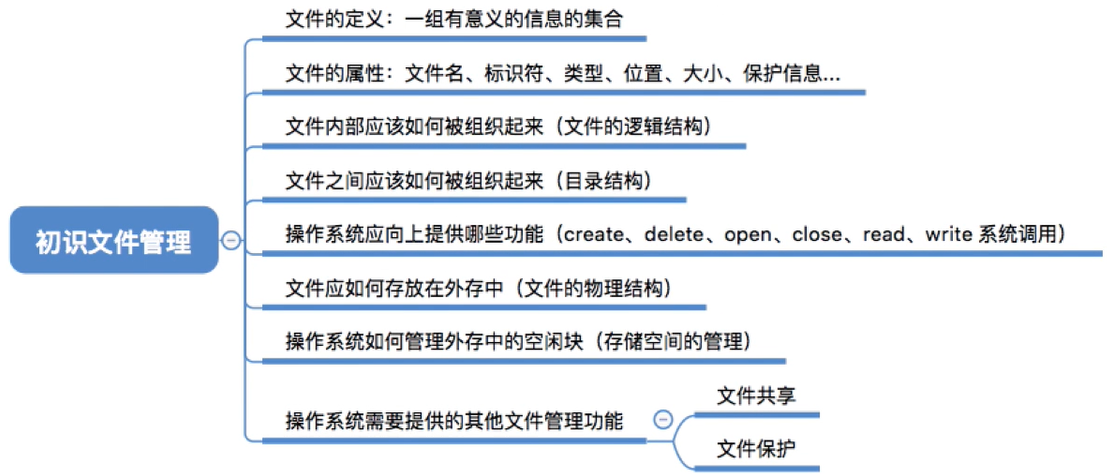 初识文件管理
文件的定义：一组有意义的信息的集合
文件的属性：文件名、标识符、类型、位置、大小、保护信息...
文件内部应该如何被组织起来（文件的逻辑结构）
文件之间应该如何被组织起来（目录结构）
操作系统应向上提供哪些功能（create、delete、open、close、read、write 系统调用）
文件应如何存放在外存中（文件的物理结构）
操作系统如何管理外存中的空闲块（存储空间的管理）
操作系统需要提供的其他文件管理功能
文件共享
文件保护